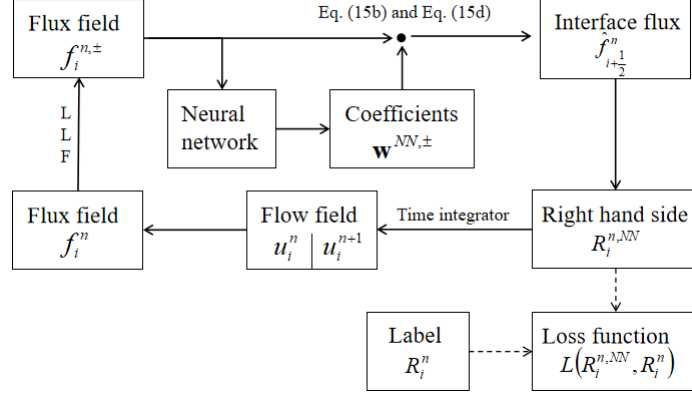 Flux field
f_i^{n,±}
Eq. (15b) and Eq. (15d)
Interface flux
\hat{f}_{i+\frac{1}{2}}^n
Neural
network
Coefficients
w^{NN,±}
L
L
F
Flux field
f_i^n
Flow field
u_i^n | u_i^{n+1}
Time integrator
Right hand side
R_i^{n,NN}
Label
R_i^n
Loss function
L(R_i^{n,NN}, R_i^n)